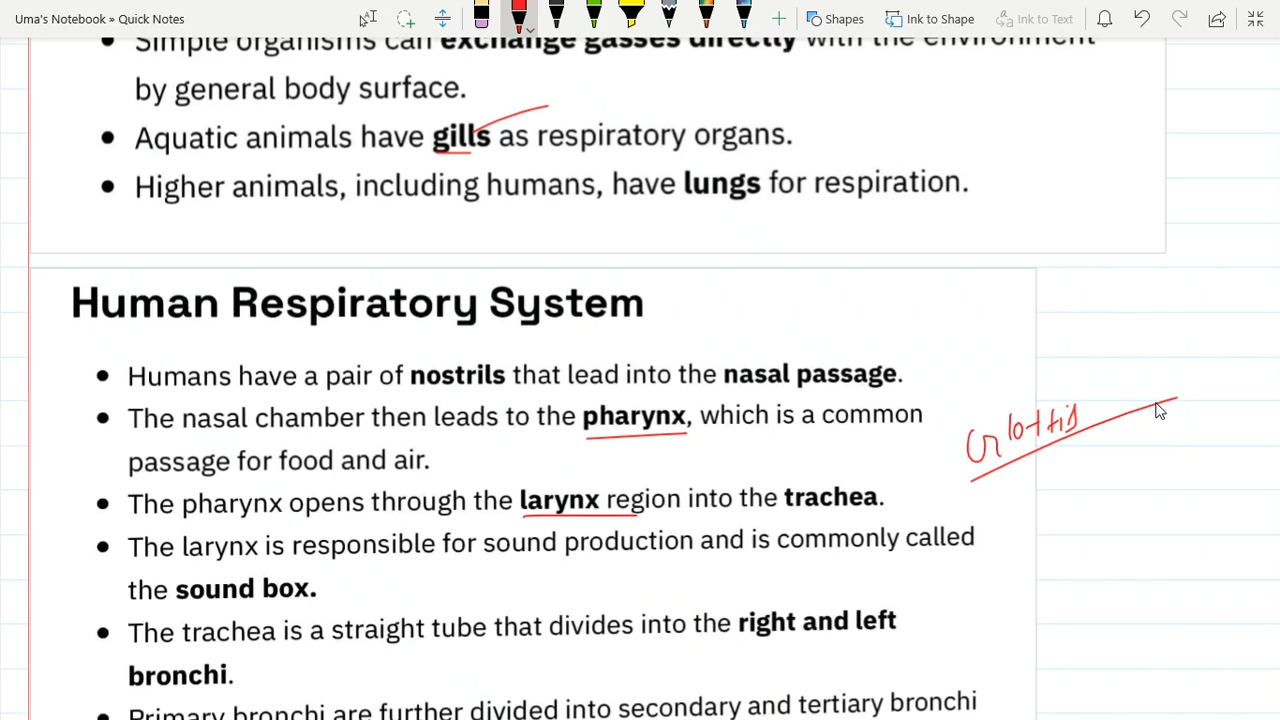 Uma's Notebook » Quick Notes
Shapes
Ink to Shape
Ink to Text
• Simple organisms can exchange gasses directly with the environment
by general body surface.
• Aquatic animals have gills as respiratory organs.
• Higher animals, including humans, have lungs for respiration.
Human Respiratory System
• Humans have a pair of nostrils that lead into the nasal passage.
• The nasal chamber then leads to the pharynx, which is a common
passage for food and air.
Glottis
• The pharynx opens through the larynx region into the trachea.
• The larynx is responsible for sound production and is commonly called
the sound box.
• The trachea is a straight tube that divides into the right and left
bronchi.
• Primary bronchi are further divided into secondary and tertiary bronchi